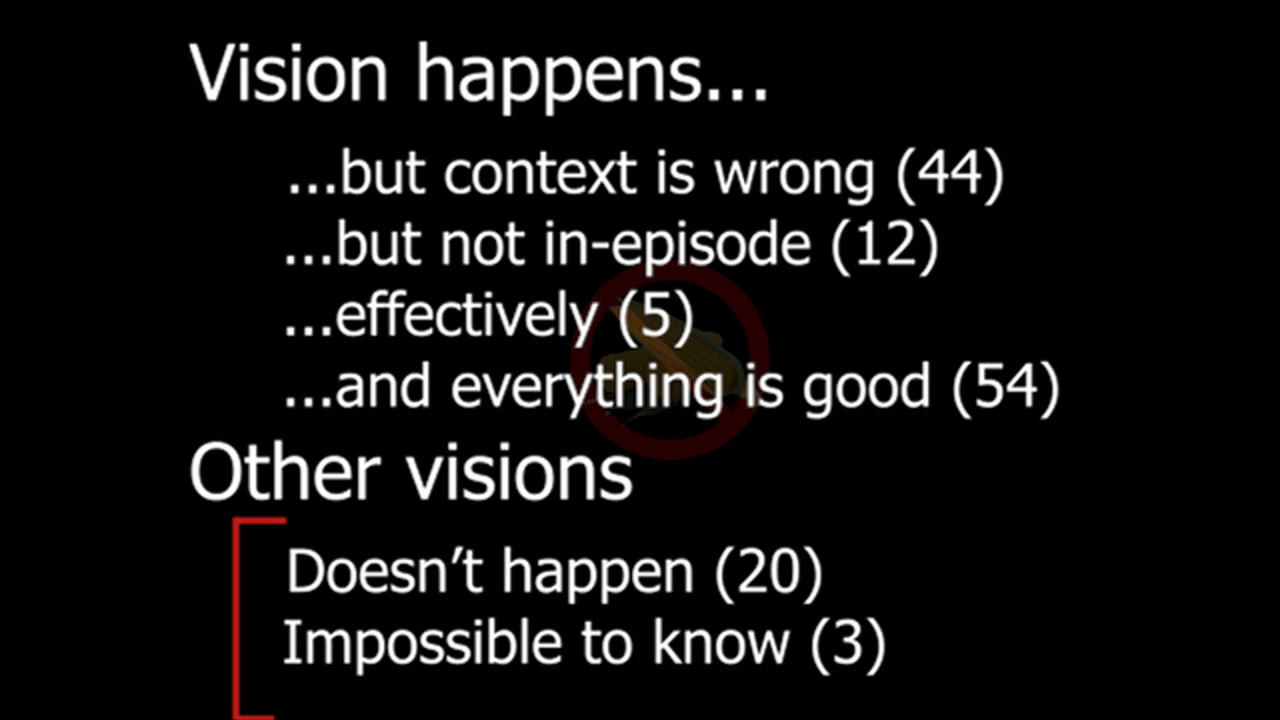 Vision happens...
...but context is wrong (44)
...but not in-episode (12)
...effectively (5)
...and everything is good (54)
Other visions
Doesn’t happen (20)
Impossible to know (3)